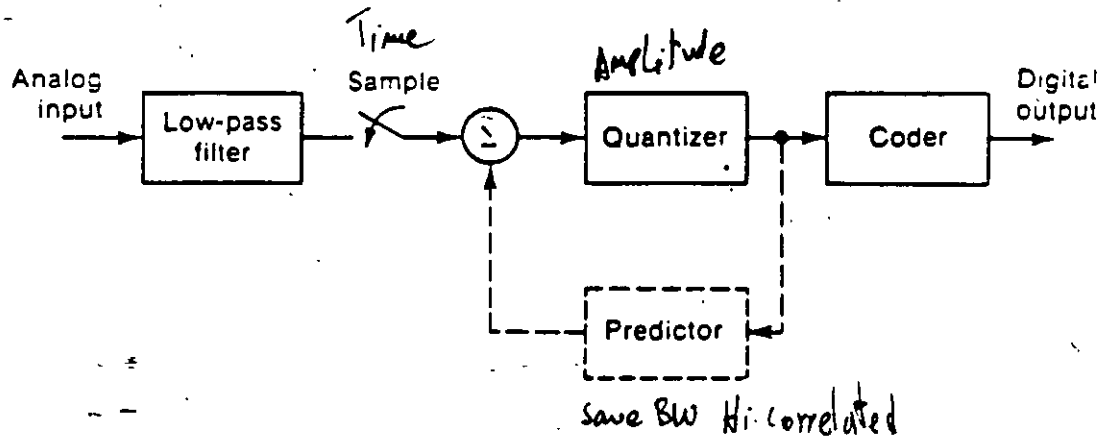 Time
Amplitude
Analog
input
Sample
Digital
output
Low-pass
filter
Σ
Quantizer
Coder
Predictor
Save BW Hi-correlated